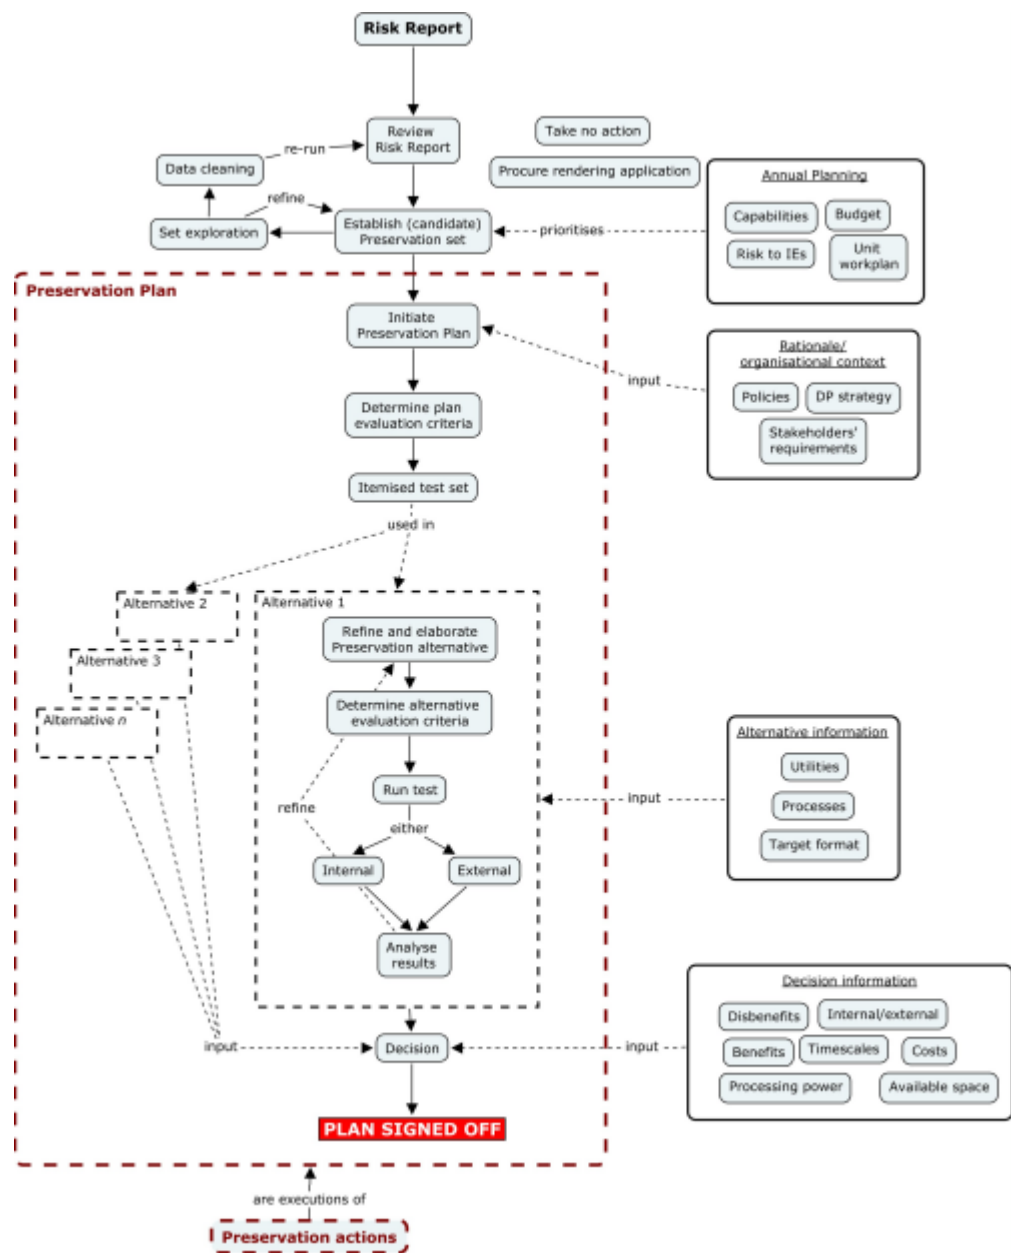 Risk Report
Review
Risk Report
Take no action
re-run
Data cleaning
Procure rendering application
Annual Planning
refine
Capabilities
Budget
Set exploration
Establish (candidate)
Preservation set
prioritises
Risk to IEs
Unit
workplan
Preservation Plan
Initiate
Preservation Plan
Rationale/
organisational context
input
Policies
DP strategy
Determine plan
evaluation criteria
Stakeholders'
requirements
Itemised test set
used in
Alternative 2
Alternative 1
Refine and elaborate
Preservation alternative
Alternative 3
Determine alternative
evaluation criteria
Alternative n
Alternative information
Utilities
Run test
refine
input
Processes
either
Target format
Internal
External
Analyse
results
Decision information
Disbenefits
Internal/external
input
Decision
input
Benefits
Timescales
Costs
Processing power
Available space
PLAN SIGNED OFF
are executions of
Preservation actions